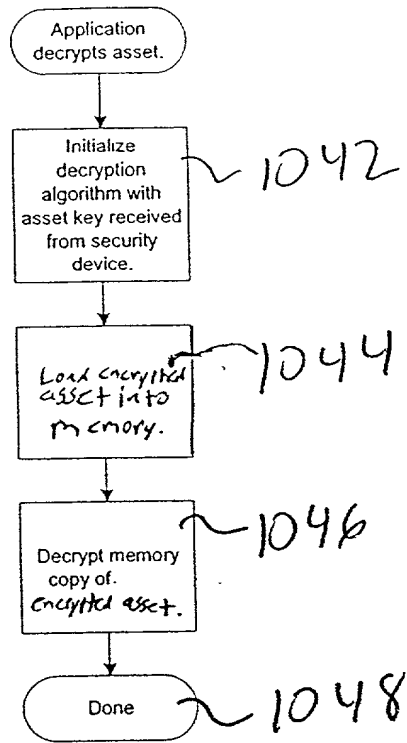 Application
decrypts asset.
Initialize
decryption
algorithm with
asset key received
from security
device.
1042
Load encrypted
asset into
memory.
1044
Decrypt memory
copy of.
encrypted asset.
1046
Done
1048